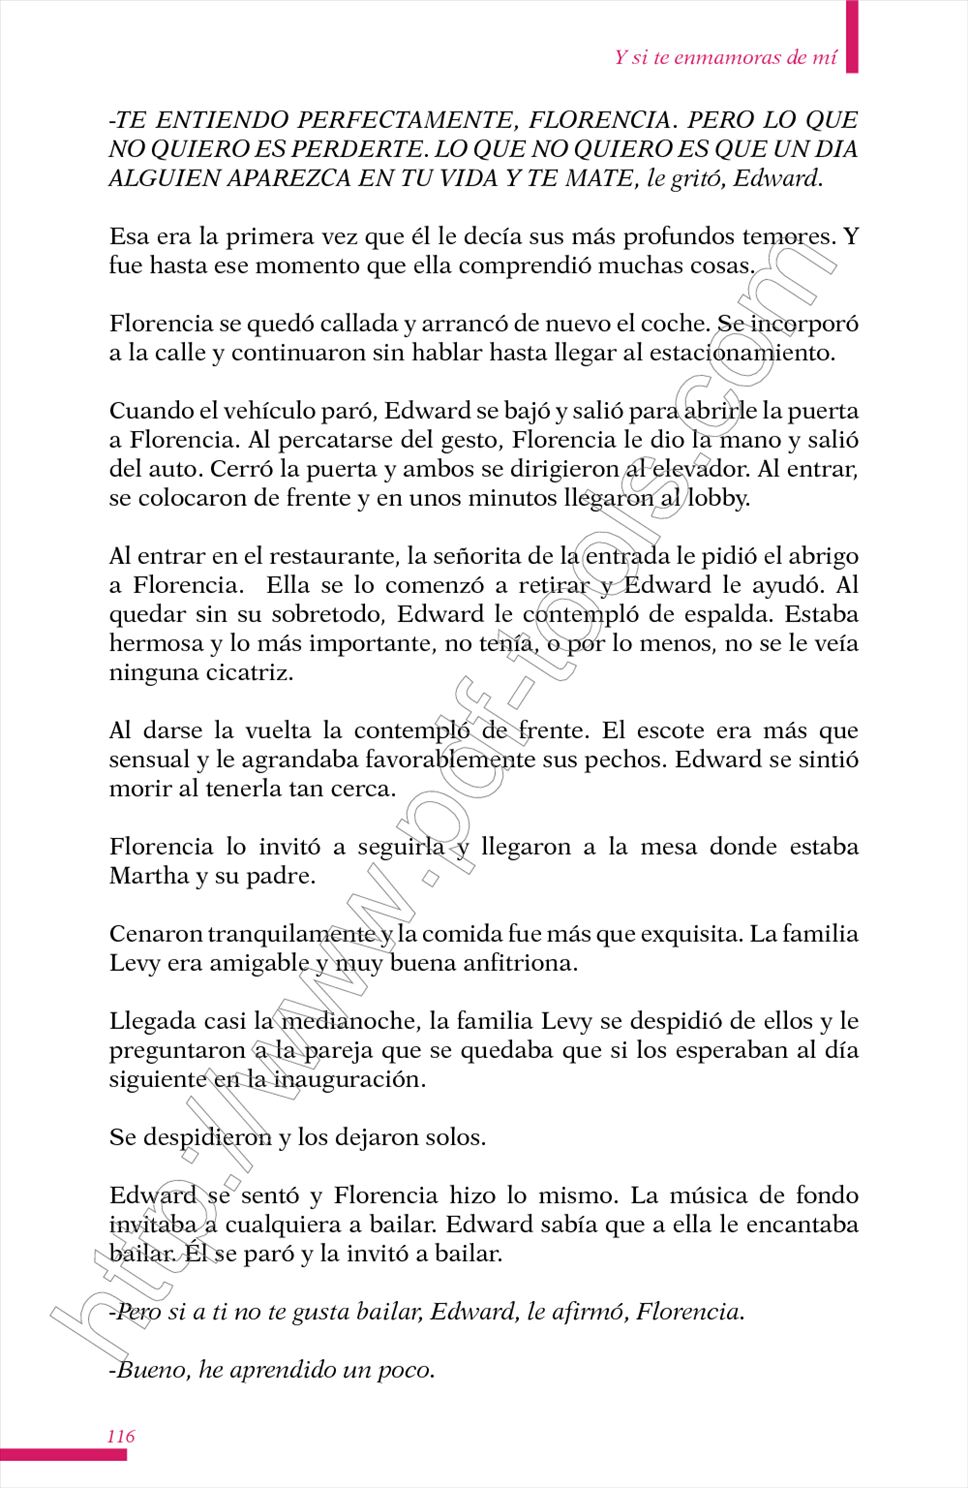 Y si te enmamoras de mí
-TE ENTIENDO PERFECTAMENTE, FLORENCIA. PERO LO QUE
NO QUIERO ES PERDERTE. LO QUE NO QUIERO ES QUE UN DIA
ALGUIEN APAREZCA EN TU VIDA Y TE MATE, le gritó, Edward.
Esa era la primera vez que él le decía sus más profundos temores. Y
fue hasta ese momento que ella comprendió muchas cosas.
Florencia se quedó callada y arrancó de nuevo el coche. Se incorporó
a la calle y continuaron sin hablar hasta llegar al estacionamiento.
Cuando el vehículo paró, Edward se bajó y salió para abrirle la puerta
a Florencia. Al percatarse del gesto, Florencia le dio la mano y salió
del auto. Cerró la puerta y ambos se dirigieron al elevador. Al entrar,
se colocaron de frente y en unos minutos llegaron al lobby.
Al entrar en el restaurante, la señorita de la entrada le pidió el abrigo
a Florencia.  Ella se lo comenzó a retirar y Edward le ayudó. Al
quedar sin su sobretodo, Edward le contempló de espalda. Estaba
hermosa y lo más importante, no tenía, o por lo menos, no se le veía
ninguna cicatriz.
Al darse la vuelta la contempló de frente. El escote era más que
sensual y le agrandaba favorablemente sus pechos. Edward se sintió
morir al tenerla tan cerca.
Florencia lo invitó a seguirla y llegaron a la mesa donde estaba
Martha y su padre.
Cenaron tranquilamente y la comida fue más que exquisita. La familia
Levy era amigable y muy buena anfitriona.
Llegada casi la medianoche, la familia Levy se despidió de ellos y le
preguntaron a la pareja que se quedaba que si los esperaban al día
siguiente en la inauguración.
Se despidieron y los dejaron solos.
Edward se sentó y Florencia hizo lo mismo. La música de fondo
invitaba a cualquiera a bailar. Edward sabía que a ella le encantaba
bailar. Él se paró y la invitó a bailar.
-Pero si a ti no te gusta bailar, Edward, le afirmó, Florencia.
-Bueno, he aprendido un poco.
116
http://www.pdf-tools.com